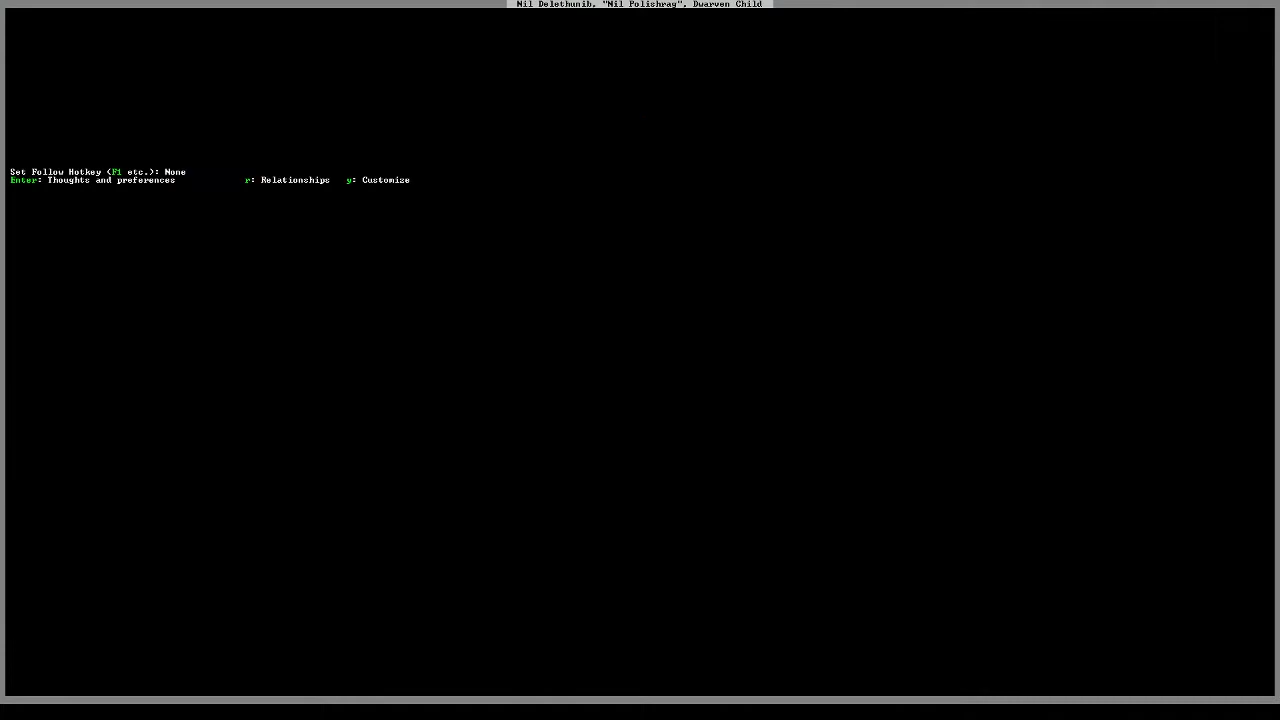 Nil Delethunib, "Nil Polishrag", Dwarven Child
Set Follow Hotkey (F1 etc.): None
Enter: Thoughts and preferences r: Relationships y: Customize